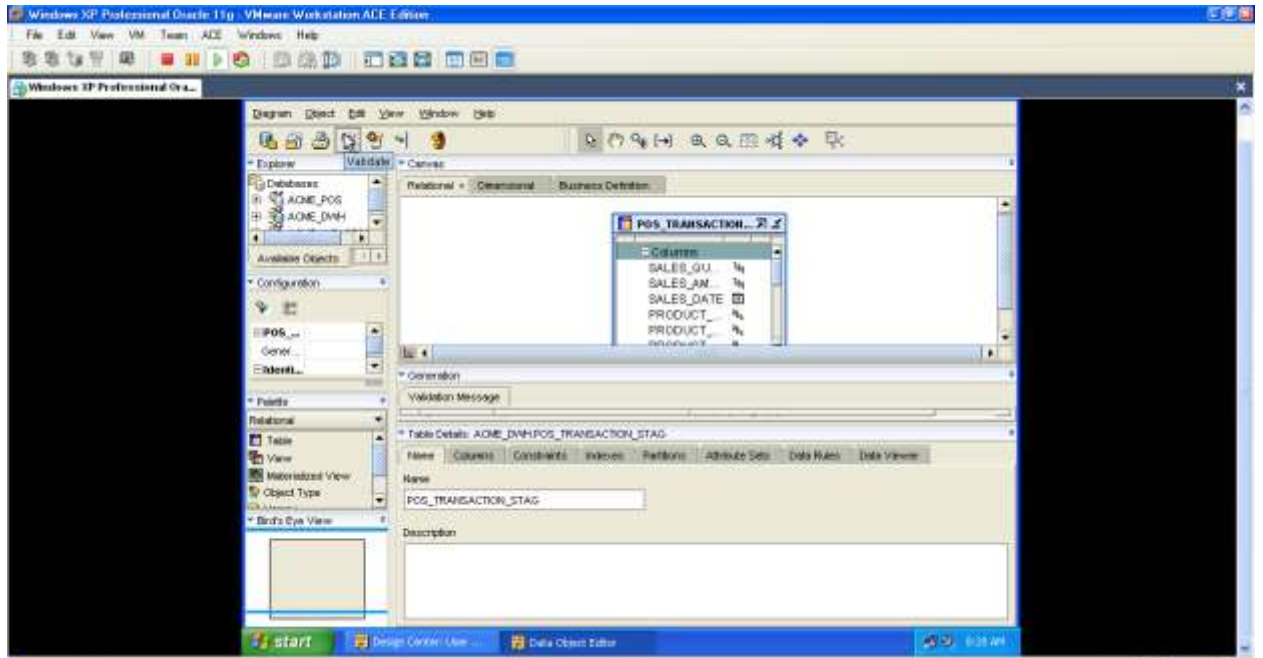 Windows XP Professional Oracle 11g - VMware Workstation ACE Edition
File Edit View VM Team ACE Windows Help
Windows XP Professional Ora...
Diagram Object Edit View Window Help
Explorer
Validate
Canvas
Databases
ACME_POS
ACME_DWH
Available Objects
Relational Dimensional Business Definition
POS_TRANSACTION...
Columns
SALES_QU...
SALES_AM...
SALES_DATE
PRODUCT_...
PRODUCT_...
Configuration
POS_...
Gener...
Identi...
Generation
Validation Message
Palette
Relational
Table
View
Materialized View
Object Type
Table Details: ACME_DWH.POS_TRANSACTION_STAG
Name Columns Constraints Indexes Partitions Attribute Sets Data Rules Data Viewer
Name
POS_TRANSACTION_STAG
Description
Bird's Eye View
start
Design Center: User ...
Data Object Editor